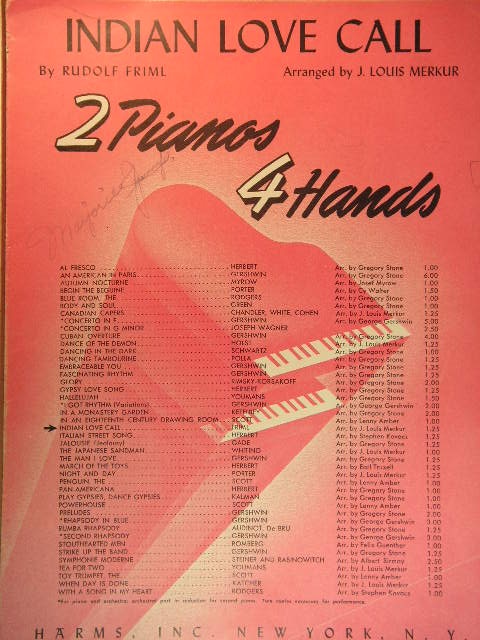 INDIAN LOVE CALL
By RUDOLF FRIML Arranged by J. LOUIS MERKUR
2 Pianos
4 Hands
Marjorie
AL FRESCO HERBERT Arr. by Gregory Stone 1.00
AN AMERICAN IN PARIS GERSHWIN Arr. by Gregory Stone 6.00
AUTUMN NOCTURNE MYROW Arr. by Josef Myrow 1.00
BEGIN THE BEGUINE PORTER Arr. by Cy Walter 1.50
BLUE ROOM, THE RODGERS Arr. by Gregory Stone 1.00
BODY AND SOUL GREEN Arr. by Gregory Stone 1.00
CANADIAN CAPERS CHANDLER, WHITE, COHEN Arr. by J. Louis Merkur 1.25
*CONCERTO IN F GERSHWIN Arr. by George Gershwin 5.00
*CONCERTO IN G MINOR JOSEPH WAGNER 2.50
CUBAN OVERTURE GERSHWIN Arr. by Gregory Stone 4.00
DANCE OF THE DEMON HOLST Arr. by J. Louis Merkur 1.25
DANCING IN THE DARK SCHWARTZ Arr. by Gregory Stone 1.00
DANCING TAMBOURINE POLLA Arr. by Gregory Stone 1.25
EMBRACEABLE YOU GERSHWIN Arr. by Gregory Stone 1.25
FASCINATING RHYTHM GERSHWIN Arr. by Gregory Stone 1.25
GLORY RIMSKY-KORSAKOFF Arr. by Gregory Stone 2.00
GYPSY LOVE SONG HERBERT Arr. by Gregory Stone 1.25
HALLELUJAH YOUMANS Arr. by Gregory Stone 1.50
*I GOT RHYTHM (Variations) GERSHWIN Arr. by George Gershwin 3.00
IN A MONASTERY GARDEN KETELBEY Arr. by Gregory Stone 2.00
IN AN EIGHTEENTH CENTURY DRAWING ROOM SCOTT Arr. by Lenny Amber 1.00
INDIAN LOVE CALL FRIML Arr. by J. Louis Merkur 1.25
ITALIAN STREET SONG HERBERT Arr. by Stephen Kovacs 1.25
JALOUSIE (Jealousy) GADE Arr. by Gregory Stone 1.25
THE JAPANESE SANDMAN WHITING Arr. by J. Louis Merkur 1.25
THE MAN I LOVE GERSHWIN Arr. by Gregory Stone 1.25
MARCH OF THE TOYS HERBERT Arr. by Bert 1.25
NIGHT AND DAY PORTER Arr. by J. Louis Merkur 1.25
PENGUIN, THE SCOTT Arr. by Lenny Amber 1.00
PAN AMERICANA HERBERT Arr. by Gregory Stone 1.00
PLAY GYPSIES, DANCE GYPSIES KALMAN Arr. by Gregory Stone 1.00
POWERHOUSE SCOTT Arr. by Lenny Amber 1.00
PRELUDES GERSHWIN Arr. by Gregory Stone 2.00
*RHAPSODY IN BLUE GERSHWIN Arr. by George Gershwin 3.00
RUMBA RHAPSODY AUDINOT, De BRU Arr. by Gregory Stone 1.25
*SECOND RHAPSODY GERSHWIN Arr. by George Gershwin 3.00
STOUTHEARTED MEN ROMBERG Arr. by Felix Guenther 1.00
STRIKE UP THE BAND GERSHWIN Arr. by Gregory Stone 1.25
SYMPHONIE MODERNE STEINER AND RABINOWITCH Arr. by Albert Sirmay 2.50
TEA FOR TWO YOUMANS Arr. by J. Louis Merkur 1.25
TOY TRUMPET, THE SCOTT Arr. by Lenny Amber 1.00
WHEN DAY IS DONE KATSCHER Arr. by J. Louis Merkur 1.25
WITH A SONG IN MY HEART RODGERS Arr. by Stephen Kovacs 1.00
*For piano and orchestra; orchestral part in reduction for second piano. Two copies necessary for performance.
HARMS, INC. NEW YORK, N. Y.